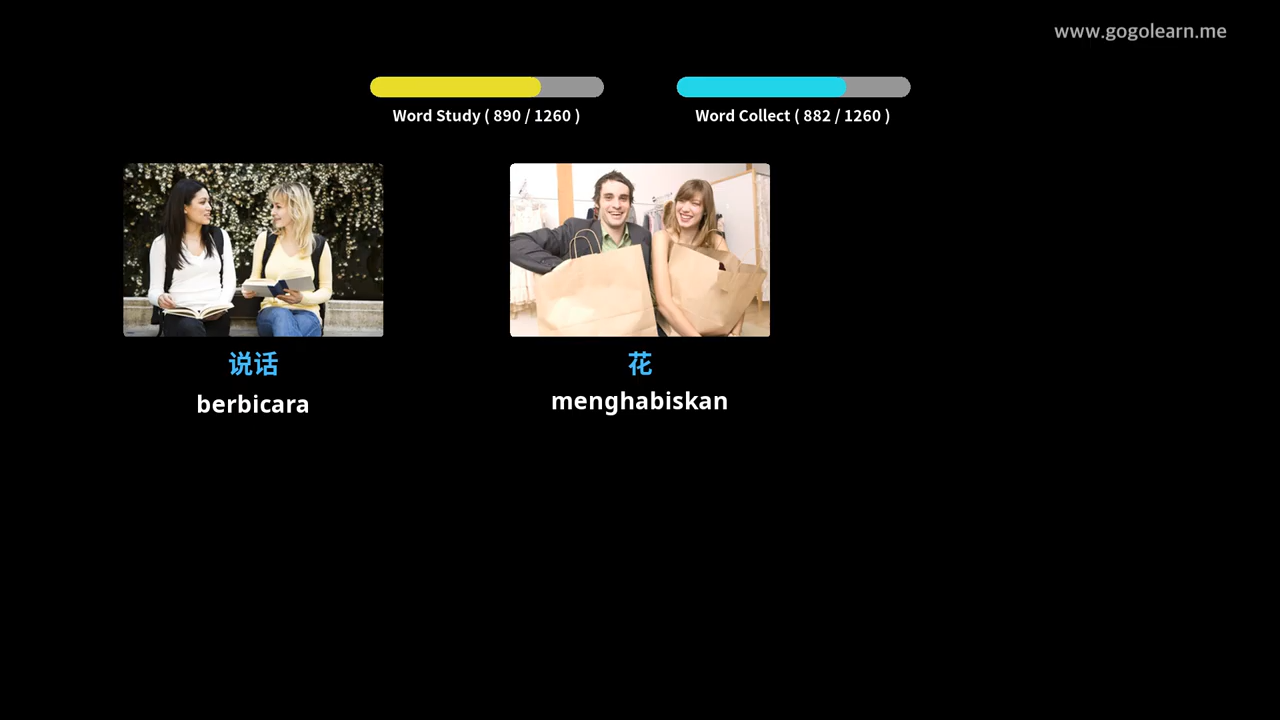 www.gogolearn.me
Word Study ( 890 / 1260 )
Word Collect ( 882 / 1260 )
说话
berbicara
花
menghabiskan